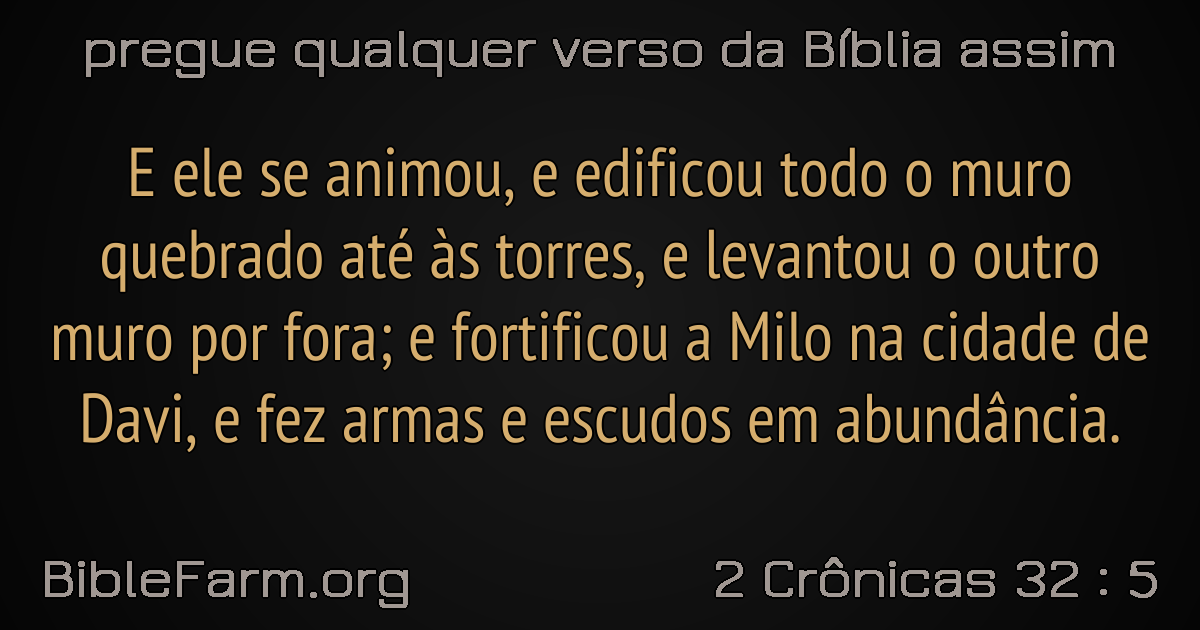 pregue qualquer verso da Bíblia assim
E ele se animou, e edificou todo o muro
quebrado até às torres, e levantou o outro
muro por fora; e fortificou a Milo na cidade de
Davi, e fez armas e escudos em abundância.
BibleFarm.org
2 Crônicas 32 : 5